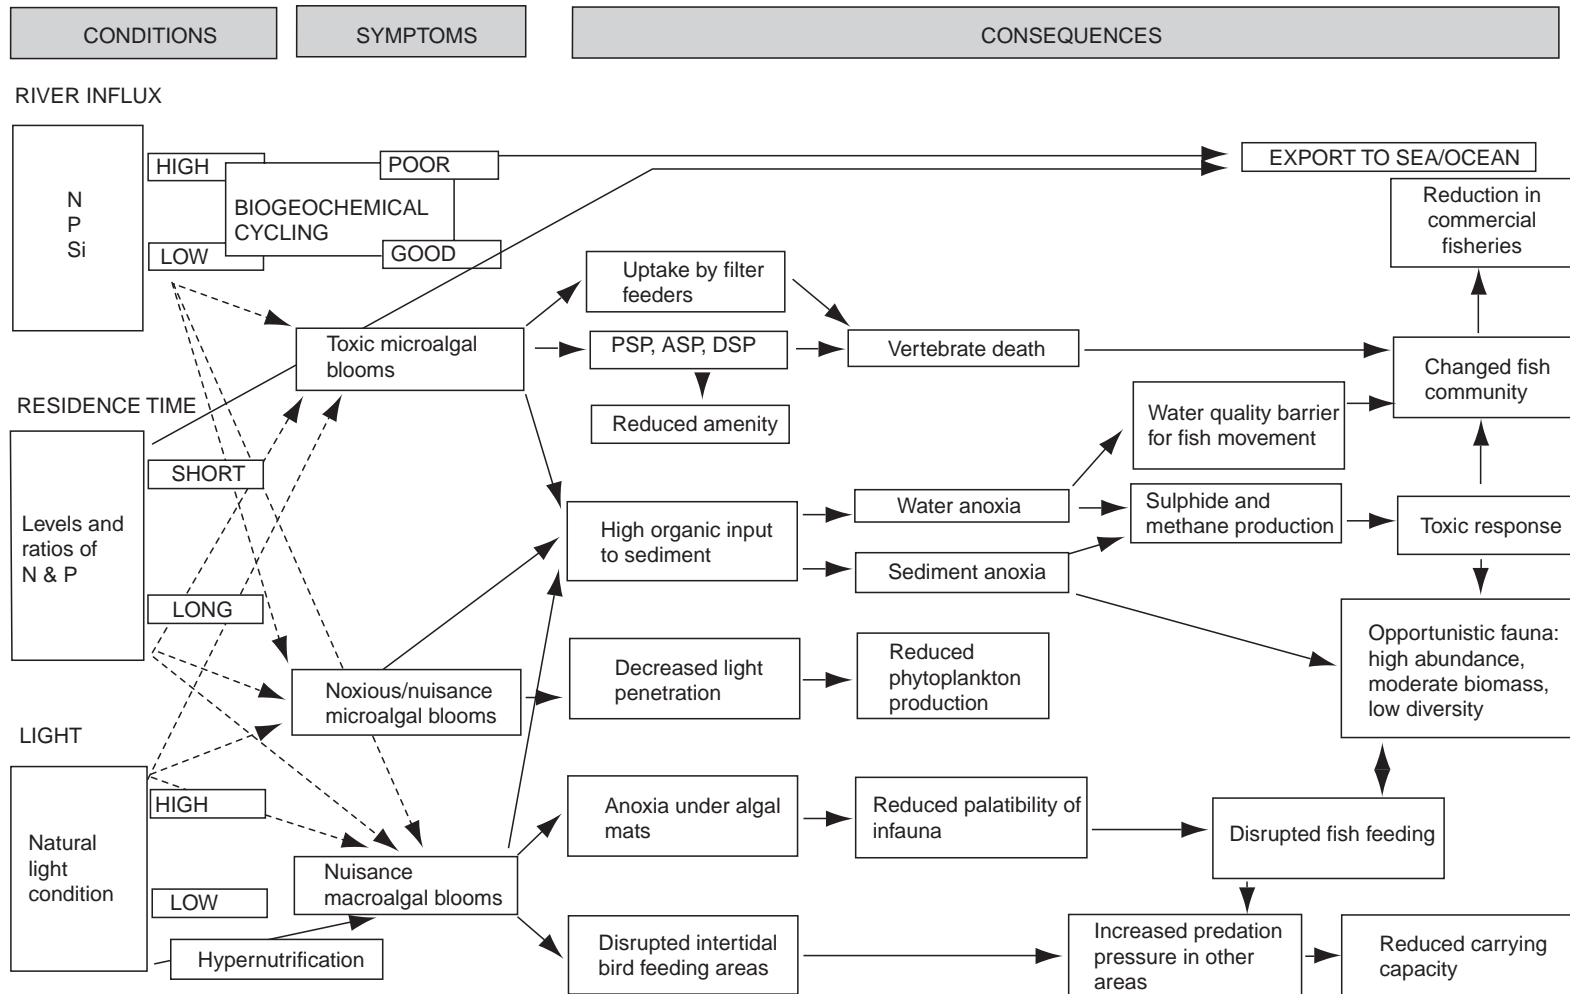 CONDITIONS
SYMPTOMS
CONSEQUENCES
RIVER INFLUX
N
P
Si
HIGH
LOW
BIOGEOCHEMICAL
CYCLING
POOR
GOOD
EXPORT TO SEA/OCEAN
Reduction in
commercial
fisheries
Uptake by filter
feeders
Toxic microalgal
blooms
PSP, ASP, DSP
Vertebrate death
Changed fish
community
Reduced amenity
Water quality barrier
for fish movement
RESIDENCE TIME
SHORT
Levels and
ratios of
N & P
LONG
High organic input
to sediment
Water anoxia
Sediment anoxia
Sulphide and
methane production
Toxic response
Opportunistic fauna:
high abundance,
moderate biomass,
low diversity
Noxious/nuisance
microalgal blooms
Decreased light
penetration
Reduced
phytoplankton
production
LIGHT
HIGH
Natural
light
condition
LOW
Hypernutrification
Nuisance
macroalgal blooms
Anoxia under algal
mats
Reduced palatibility of
infauna
Disrupted fish feeding
Disrupted intertidal
bird feeding areas
Increased predation
pressure in other
areas
Reduced carrying
capacity